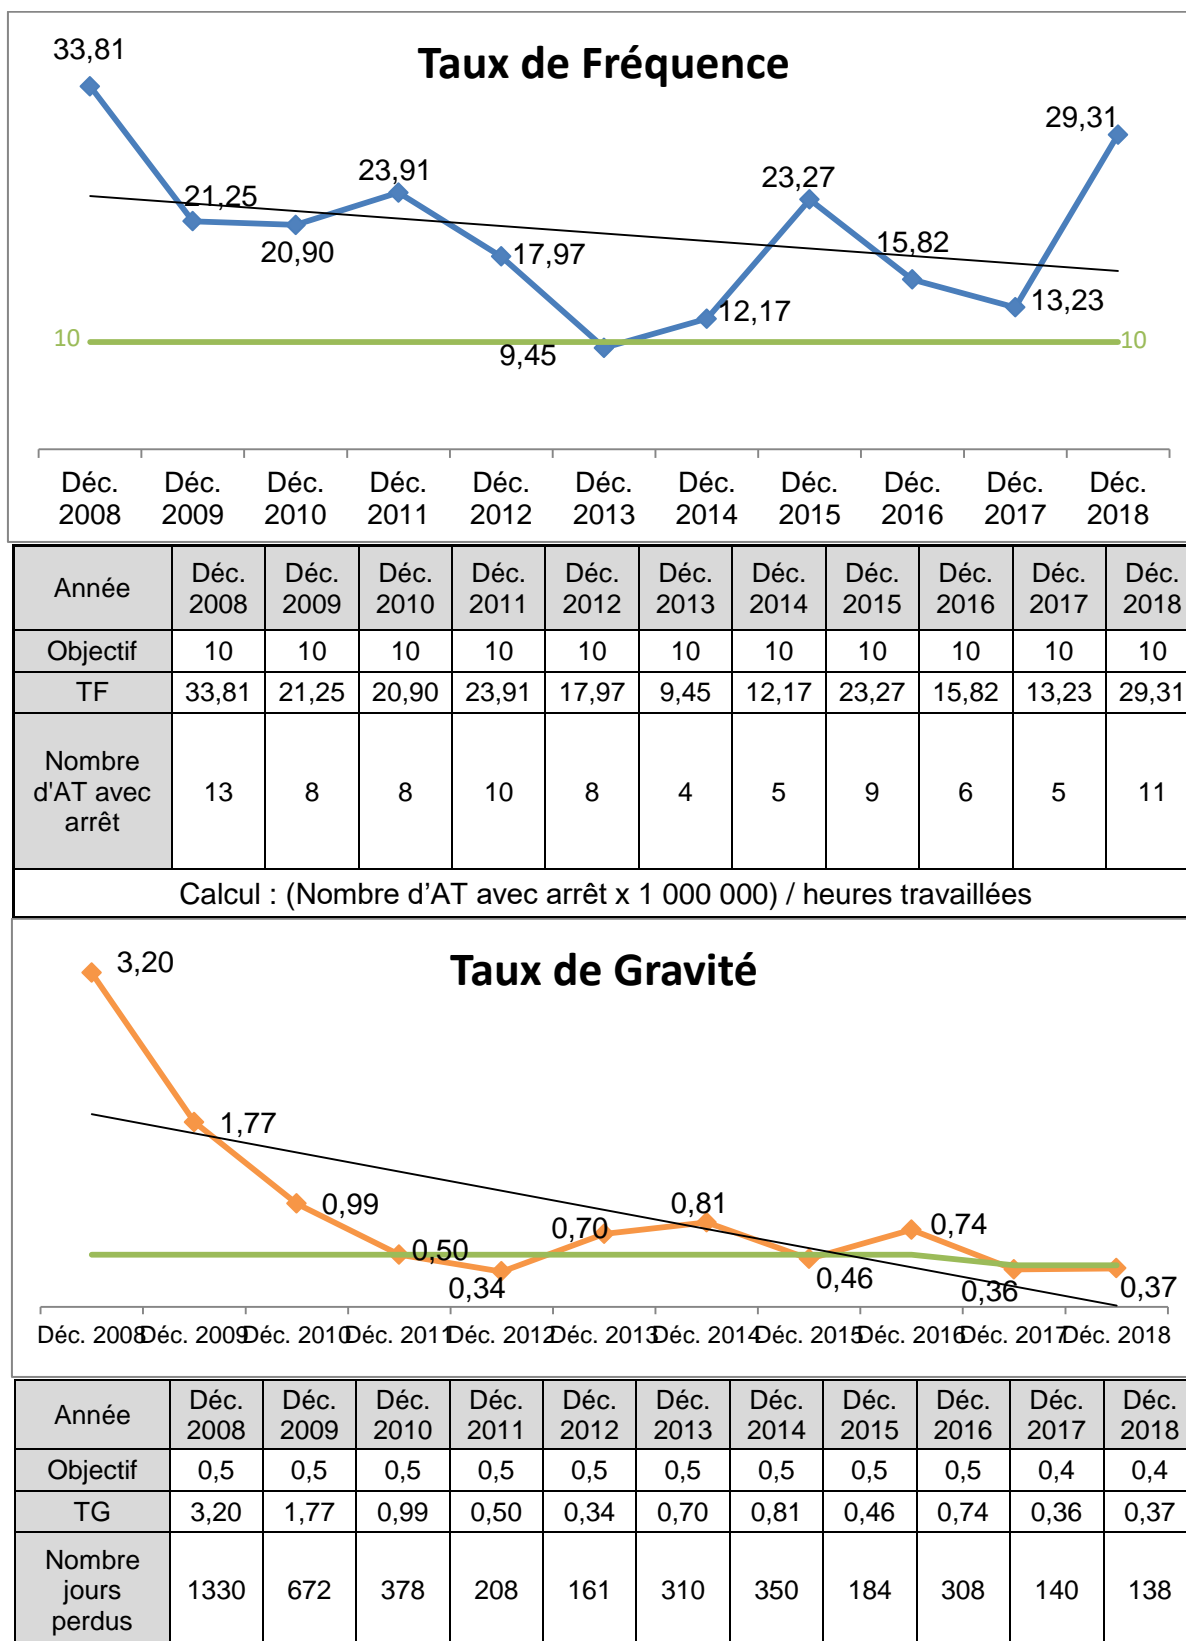 Taux de Fréquence
33,81
21,25
20,90
23,91
17,97
9,45
12,17
23,27
15,82
13,23
29,31
10
10
Déc. 2008 Déc. 2009 Déc. 2010 Déc. 2011 Déc. 2012 Déc. 2013 Déc. 2014 Déc. 2015 Déc. 2016 Déc. 2017 Déc. 2018
Année Déc. 2008 Déc. 2009 Déc. 2010 Déc. 2011 Déc. 2012 Déc. 2013 Déc. 2014 Déc. 2015 Déc. 2016 Déc. 2017 Déc. 2018
Objectif 10 10 10 10 10 10 10 10 10 10 10
TF 33,81 21,25 20,90 23,91 17,97 9,45 12,17 23,27 15,82 13,23 29,31
Nombre d'AT avec arrêt 13 8 8 10 8 4 5 9 6 5 11
Calcul : (Nombre d’AT avec arrêt x 1 000 000) / heures travaillées
Taux de Gravité
3,20
1,77
0,99
0,50
0,34
0,70
0,81
0,46
0,74
0,36
0,37
Déc. 2008 Déc. 2009 Déc. 2010 Déc. 2011 Déc. 2012 Déc. 2013 Déc. 2014 Déc. 2015 Déc. 2016 Déc. 2017 Déc. 2018
Année Déc. 2008 Déc. 2009 Déc. 2010 Déc. 2011 Déc. 2012 Déc. 2013 Déc. 2014 Déc. 2015 Déc. 2016 Déc. 2017 Déc. 2018
Objectif 0,5 0,5 0,5 0,5 0,5 0,5 0,5 0,5 0,5 0,4 0,4
TG 3,20 1,77 0,99 0,50 0,34 0,70 0,81 0,46 0,74 0,36 0,37
Nombre jours perdus 1330 672 378 208 161 310 350 184 308 140 138